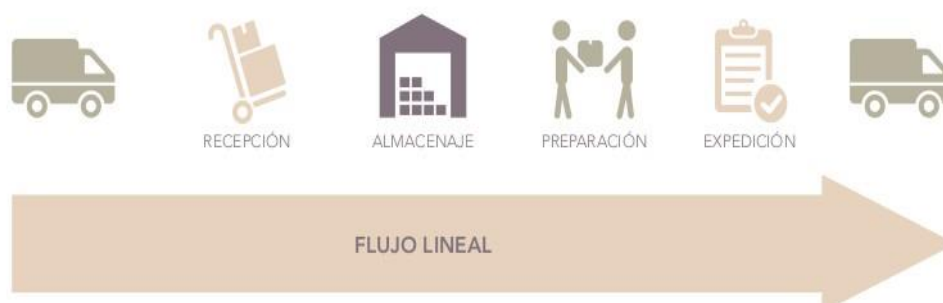 RECEPCIÓN
ALMACENAJE
PREPARACIÓN
EXPEDICIÓN
FLUJO LINEAL